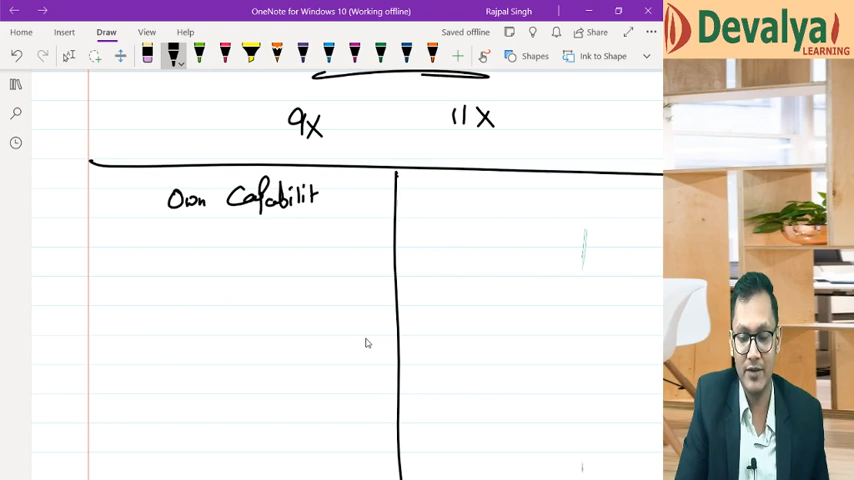 OneNote for Windows 10 (Working offline)
Rajpal Singh
Home Insert Draw View Help
Saved offline
Share
Shapes
Ink to Shape
9x 11x
Own Capabilit
Devalya
LEARNING